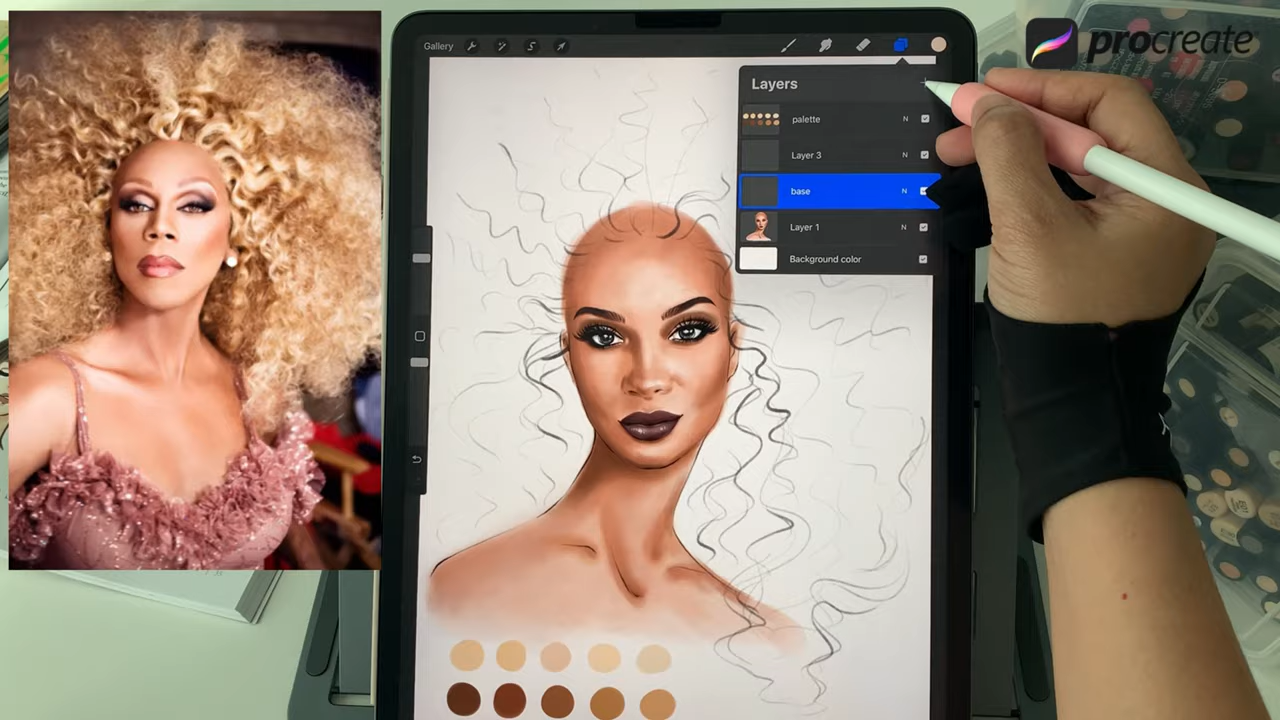 procreate
Gallery
Layers
palette N
Layer 3 N
base N
Layer 1 N
Background color